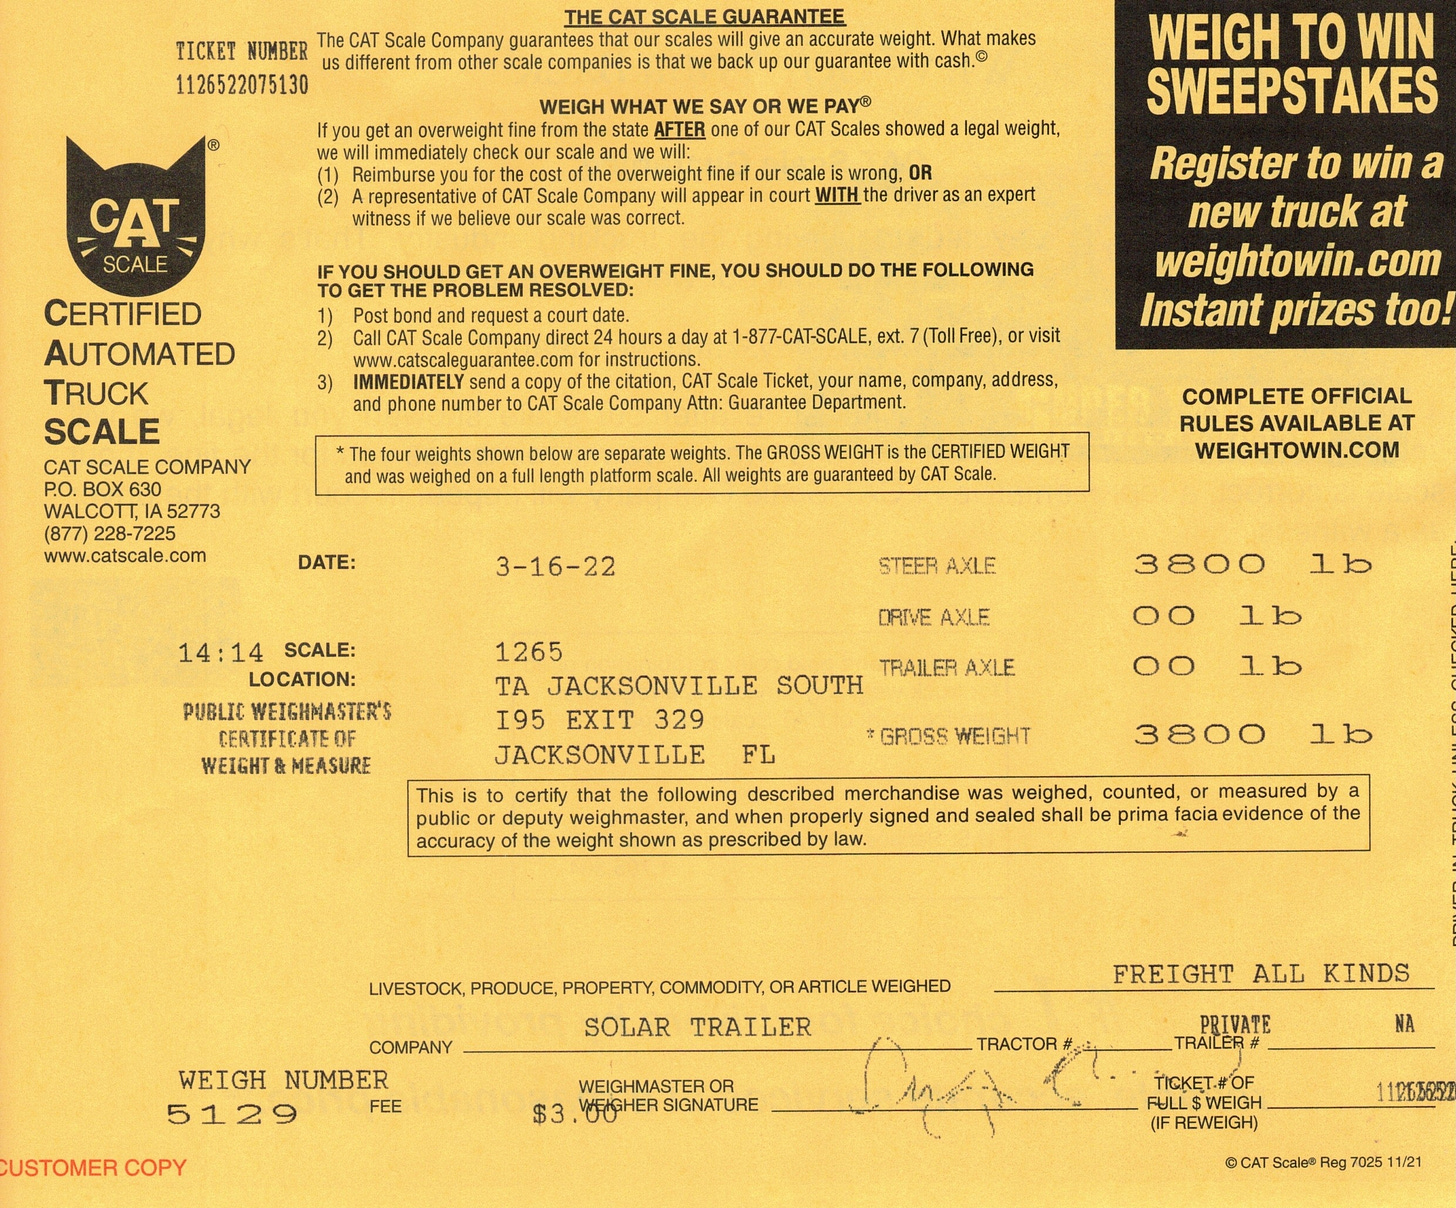 THE CAT SCALE GUARANTEE
TICKET NUMBER
1126522075130
The CAT Scale Company guarantees that our scales will give an accurate weight. What makes
us different from other scale companies is that we back up our guarantee with cash.©
WEIGH WHAT WE SAY OR WE PAY®
If you get an overweight fine from the state AFTER one of our CAT Scales showed a legal weight,
we will immediately check our scale and we will:
(1) Reimburse you for the cost of the overweight fine if our scale is wrong, OR
(2) A representative of CAT Scale Company will appear in court WITH the driver as an expert
witness if we believe our scale was correct.
IF YOU SHOULD GET AN OVERWEIGHT FINE, YOU SHOULD DO THE FOLLOWING
TO GET THE PROBLEM RESOLVED:
1) Post bond and request a court date.
2) Call CAT Scale Company direct 24 hours a day at 1-877-CAT-SCALE, ext. 7 (Toll Free), or visit
www.catscaleguarantee.com for instructions.
3) IMMEDIATELY send a copy of the citation, CAT Scale Ticket, your name, company, address,
and phone number to CAT Scale Company Attn: Guarantee Department.
* The four weights shown below are separate weights. The GROSS WEIGHT is the CERTIFIED WEIGHT
and was weighed on a full length platform scale. All weights are guaranteed by CAT Scale.
WEIGH TO WIN
SWEEPSTAKES
Register to win a
new truck at
weightowin.com
Instant prizes too!
COMPLETE OFFICIAL
RULES AVAILABLE AT
WEIGHTOWIN.COM
®
CAT
SCALE
CERTIFIED
AUTOMATED
TRUCK
SCALE
CAT SCALE COMPANY
P.O. BOX 630
WALCOTT, IA 52773
(877) 228-7225
www.catscale.com
DATE: 3-16-22
STEER AXLE 3800 lb
DRIVE AXLE 00 lb
14:14 SCALE: 1265
TRAILER AXLE 00 lb
LOCATION: TA JACKSONVILLE SOUTH
I95 EXIT 329
JACKSONVILLE FL
* GROSS WEIGHT 3800 lb
PUBLIC WEIGHMASTER'S
CERTIFICATE OF
WEIGHT & MEASURE
This is to certify that the following described merchandise was weighed, counted, or measured by a
public or deputy weighmaster, and when properly signed and sealed shall be prima facia evidence of the
accuracy of the weight shown as prescribed by law.
LIVESTOCK, PRODUCE, PROPERTY, COMMODITY, OR ARTICLE WEIGHED FREIGHT ALL KINDS
COMPANY SOLAR TRAILER TRACTOR # PRIVATE TRAILER # NA
WEIGH NUMBER
5129
FEE $3.00
WEIGHMASTER OR
WEIGHER SIGNATURE
TICKET # OF
FULL $ WEIGH
(IF REWEIGH)
CUSTOMER COPY
© CAT Scale® Reg 7025 11/21